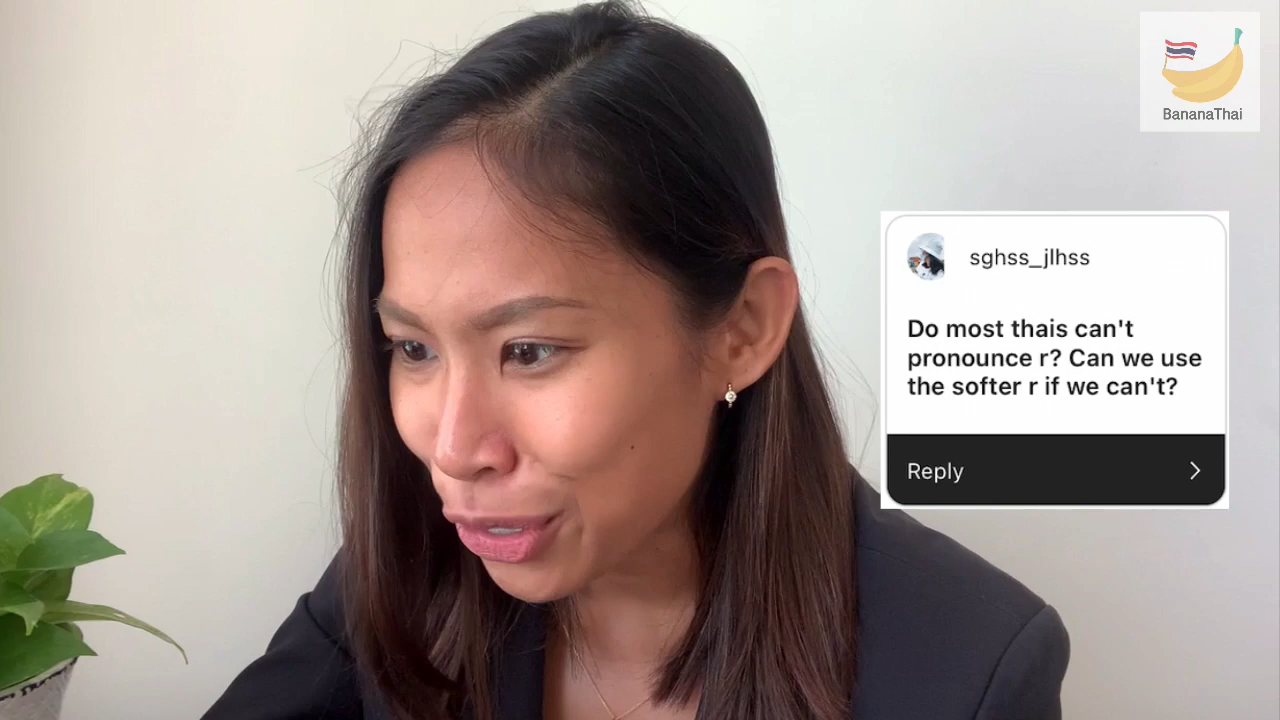 BananaThai
sghss_jlhss
Do most thais can't
pronounce r? Can we use
the softer r if we can't?
Reply